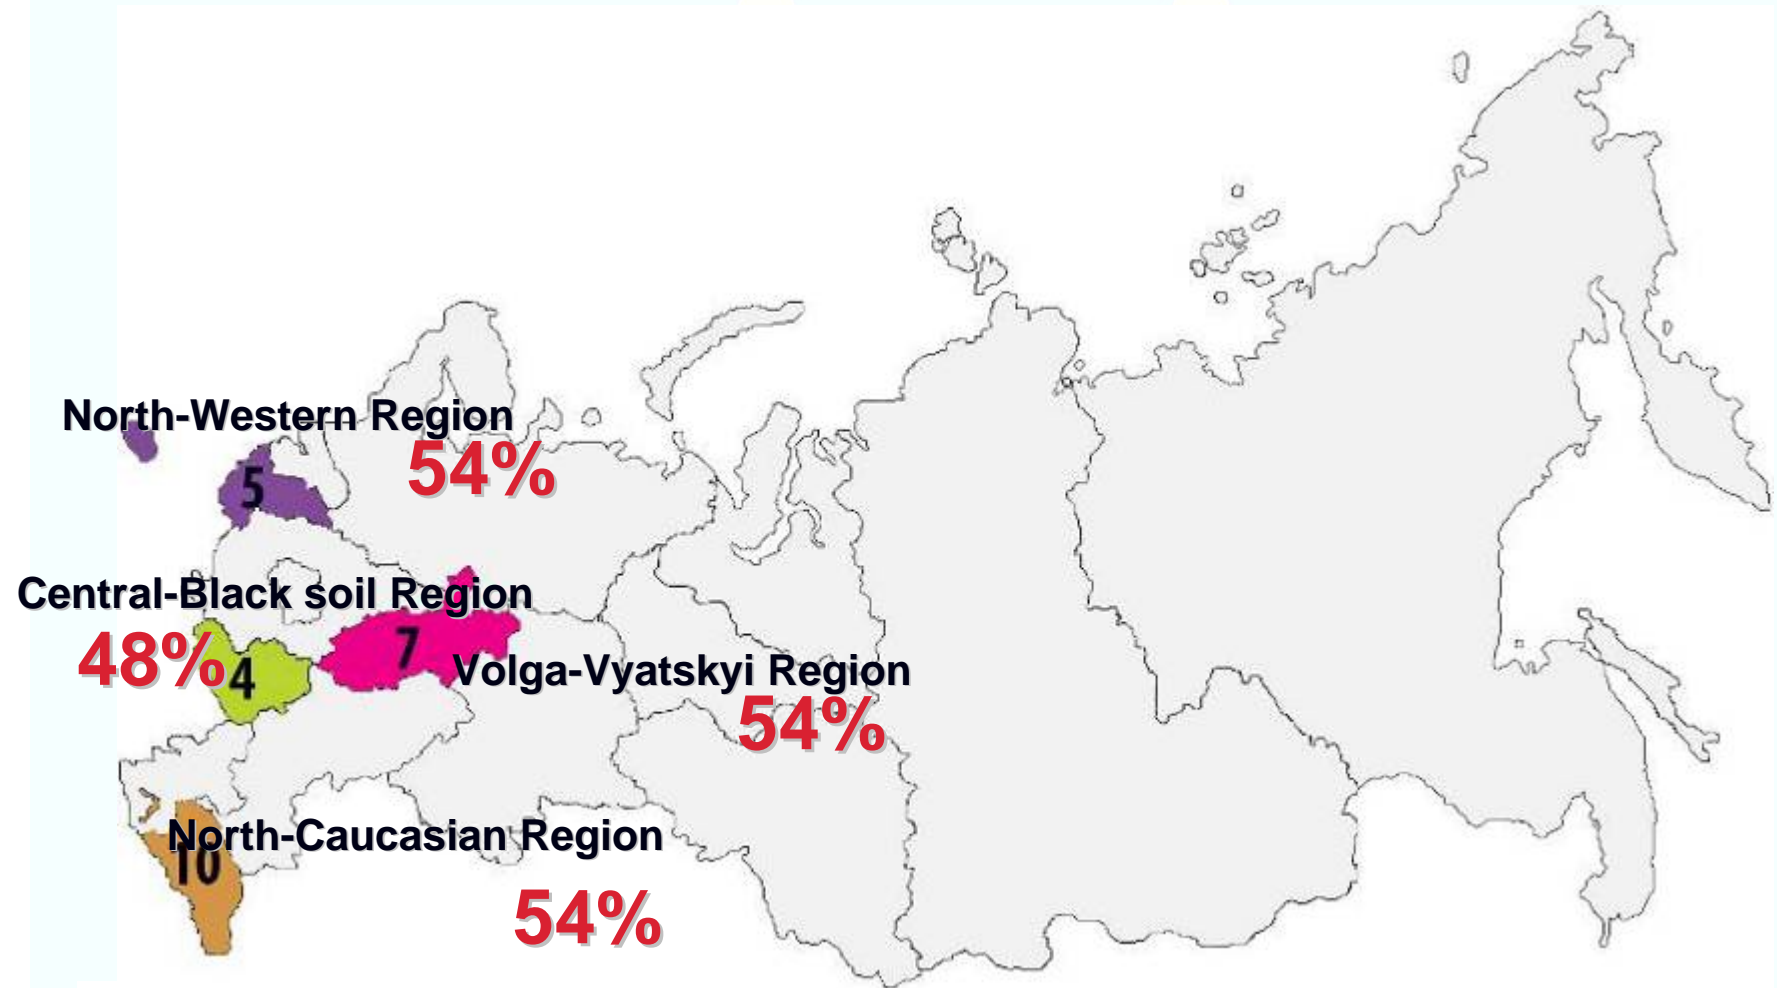 North-Western Region
54%
5
Central-Black soil Region
48%
4
7
Volga-Vyatskyi Region
54%
North-Caucasian Region
10
54%